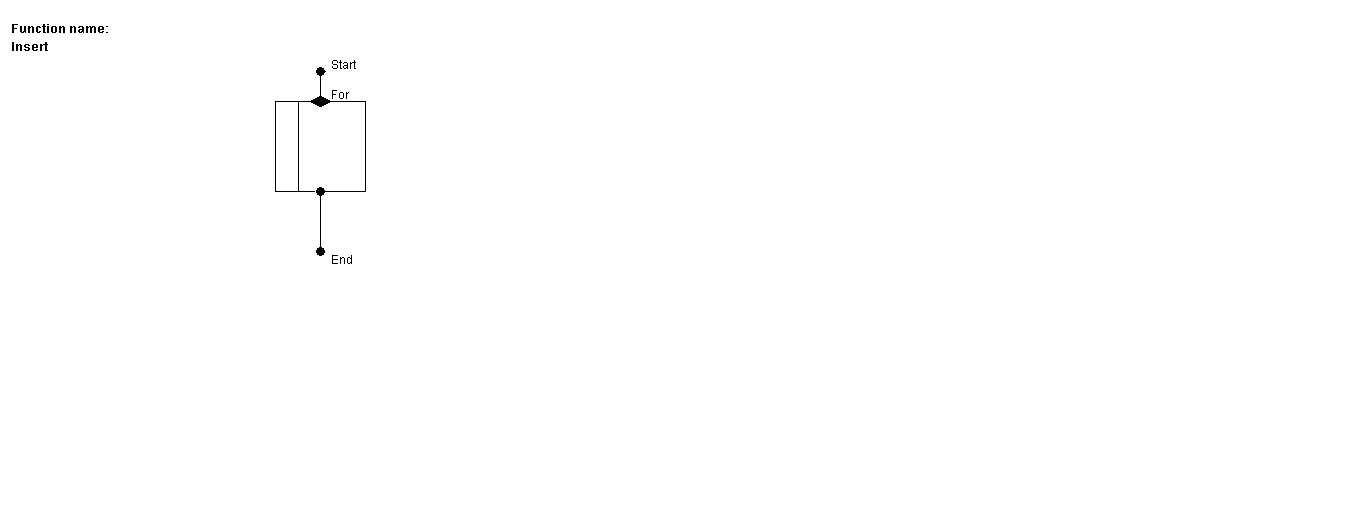 Function name:
Insert
Start
For
End